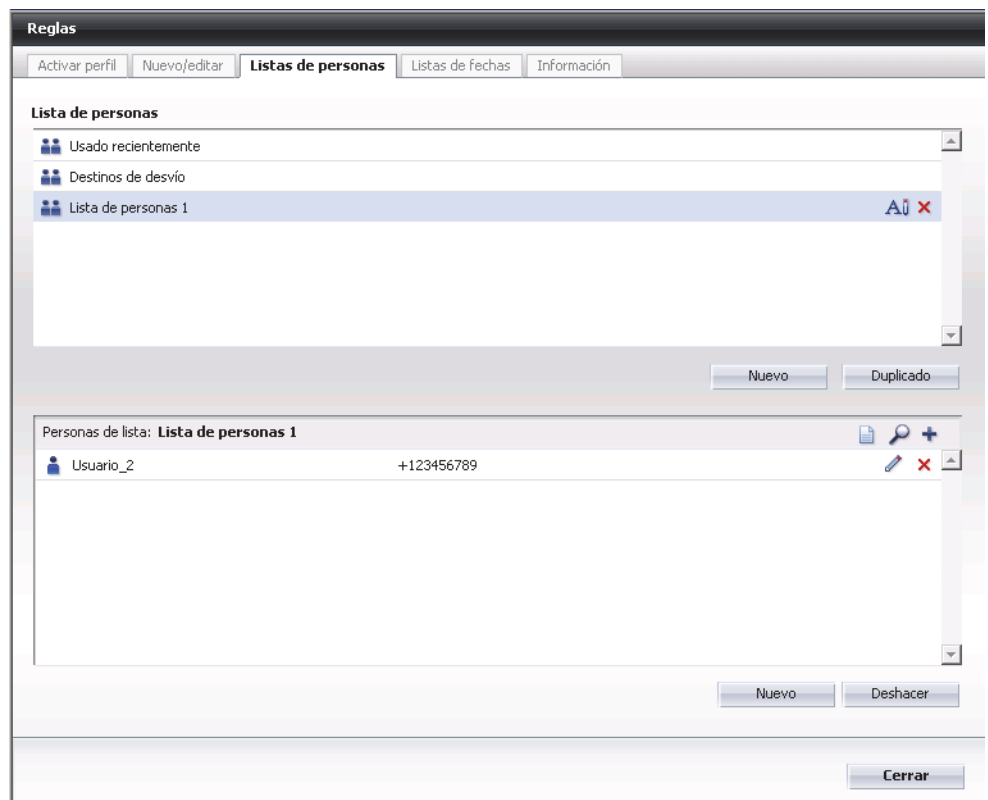 Reglas
Activar perfil Nuevo/editar Listas de personas Listas de fechas Información
Lista de personas
Usado recientemente
Destinos de desvío
Lista de personas 1
Nuevo Duplicado
Personas de lista: Lista de personas 1
Usuario_2 +123456789
Nuevo Deshacer
Cerrar